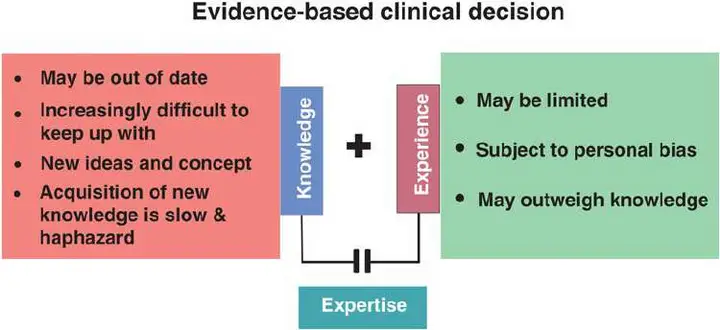 Evidence-based clinical decision
• May be out of date
• Increasingly difficult to
keep up with
• New ideas and concept
• Acquisition of new
knowledge is slow &
haphazard
Knowledge
+
Experience
• May be limited
• Subject to personal bias
• May outweigh knowledge
Expertise